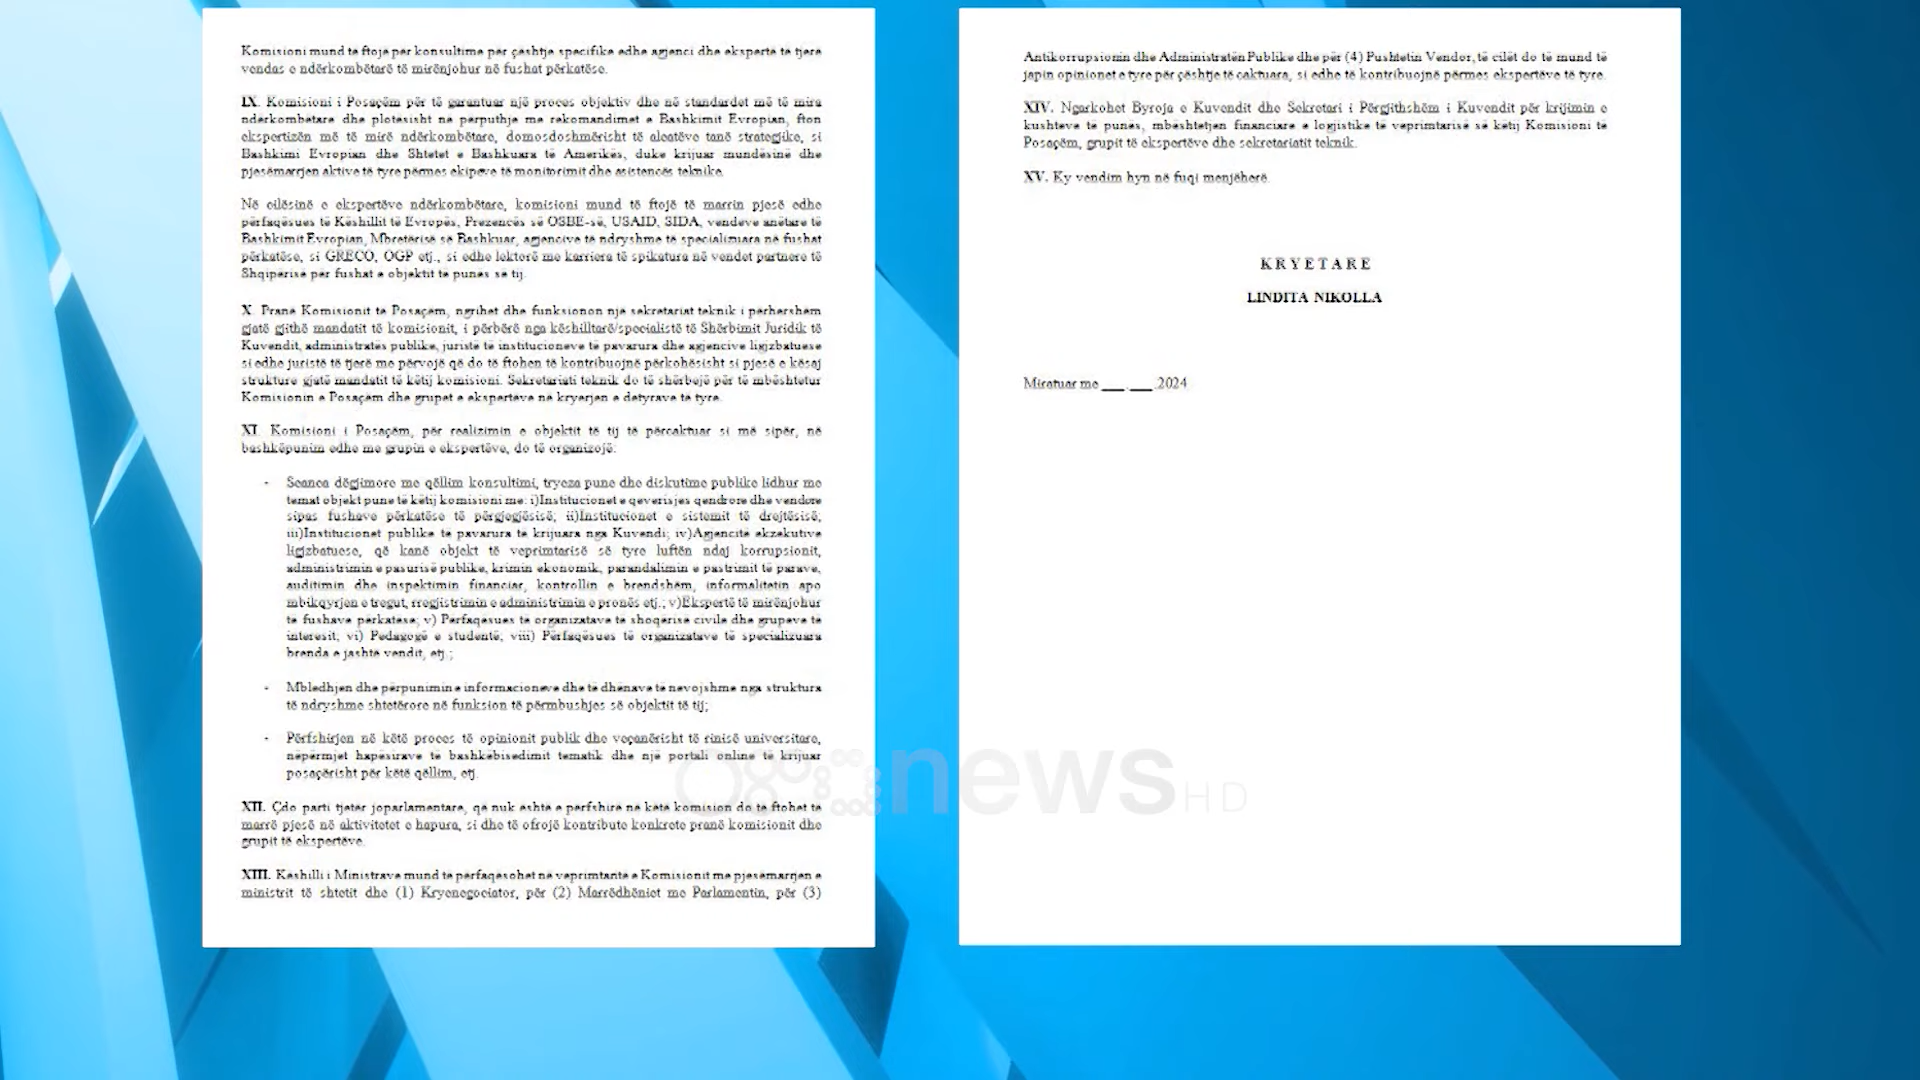 Komisioni mund të ftojë për konsultime për çështje specifike edhe agjenci dhe ekspertë të tjerë
vendas e ndërkombëtarë të mirënjohur në fushat përkatëse.
IX. Komisioni i Posaçëm për të garantuar një proces objektiv dhe në standardet më të mira
ndërkombëtare dhe plotësisht në përputhje me rekomandimet e Bashkimit Evropian, fton
ekspertizën më të mirë ndërkombëtare, domosdoshmërisht të aleatëve tanë strategjikë, si
Bashkimi Evropian dhe Shtetet e Bashkuara të Amerikës, duke krijuar mundësinë dhe
pjesëmarrjen aktive të tyre përmes ekipeve të monitorimit dhe asistencës teknike.
Në cilësinë e ekspertëve ndërkombëtarë, komisioni mund të ftojë të marrin pjesë edhe
përfaqësues të Këshillit të Evropës, Prezencës së OSBE-së, USAID, SIDA, vendeve anëtare të
Bashkimit Evropian, Mbretërisë së Bashkuar, agjencive të ndryshme të specializuara në fushat
përkatëse, si GRECO, OGP etj., si edhe lektorë me karriera të spikatura në vendet partnere të
Shqipërisë për fushat e objektit të punës së tij.
X. Pranë Komisionit të Posaçëm, ngrihet dhe funksionon një sekretariat teknik i përhershëm
gjatë gjithë mandatit të komisionit, i përbërë nga këshilltarë/specialistë të Shërbimit Juridik të
Kuvendit, administratës publike, juristë të institucioneve të pavarura dhe agjencive ligjzbatuese
si edhe juristë të tjerë me përvojë që do të ftohen të kontribuojnë përkohësisht si pjesë e kësaj
strukture gjatë mandatit të këtij komisioni. Sekretariati teknik do të shërbejë për të mbështetur
Komisionin e Posaçëm dhe grupet e ekspertëve në kryerjen e detyrave të tyre.
XI. Komisioni i Posaçëm, për realizimin e objektit të tij të përcaktuar si më sipër, në
bashkëpunim edhe me grupin e ekspertëve, do të organizojë:
- Seanca dëgjimore me qëllim konsultimi, tryeza pune dhe diskutime publike lidhur me
temat objekt pune të këtij komisioni me: i)Institucionet e qeverisjes qendrore dhe vendore
sipas fushave përkatëse të përgjegjësisë; ii)Institucionet e sistemit të drejtësisë;
iii)Institucionet publike të pavarura të krijuara nga Kuvendi; iv)Agjencitë ekzekutive
ligjzbatuese, që kanë objekt të veprimtarisë së tyre luftën ndaj korrupsionit,
administrimin e pasurisë publike, krimin ekonomik, parandalimin e pastrimit të parave,
auditimin dhe inspektimin financiar, kontrollin e brendshëm, informalitetin apo
mbikqyrjen e tregut, rregjistrimin e administrimin e pronës etj.; v)Ekspertë të mirënjohur
të fushave përkatëse; v) Përfaqësues të organizatave të shoqërisë civile dhe grupeve të
interesit; vi) Pedagogë e studentë; viii) Përfaqësues të organizatave të specializuara
brenda e jashtë vendit, etj.;
- Mbledhjen dhe përpunimin e informacioneve dhe të dhënave të nevojshme nga struktura
të ndryshme shtetërore në funksion të përmbushjes së objektit të tij;
- Përfshirjen në këtë proces të opinionit publik dhe veçanërisht të rinisë universitare,
nëpërmjet hapësirave të bashkëbisedimit tematik dhe një portali online të krijuar
posaçërisht për këtë qëllim, etj.
XII. Çdo parti tjetër joparlamentare, që nuk është e përfshirë në këtë komision do të ftohet të
marrë pjesë në aktivitetet e hapura, si dhe të ofrojë kontribute konkrete pranë komisionit dhe
grupit të ekspertëve.
XIII. Këshilli i Ministrave mund të përfaqësohet në veprimtaritë e Komisionit me pjesëmarrjen e
ministrit të shtetit dhe (1) Kryenegociator, për (2) Marrëdhëniet me Parlamentin, për (3)
Antikorrupsionin dhe Administratën Publike dhe për (4) Pushtetin Vendor, të cilët do të mund të
japin opinionet e tyre për çështje të caktuara, si edhe të kontribuojnë përmes ekspertëve të tyre.
XIV. Ngarkohet Byroja e Kuvendit dhe Sekretari i Përgjithshëm i Kuvendit për krijimin e
kushteve të punës, mbështetjen financiare e logjistike të veprimtarisë së këtij Komisioni të
Posaçëm, grupit të ekspertëve dhe sekretariatit teknik.
XV. Ky vendim hyn në fuqi menjëherë.
KRYETARE
LINDITA NIKOLLA
Miratuar me ___.___.2024
news HD